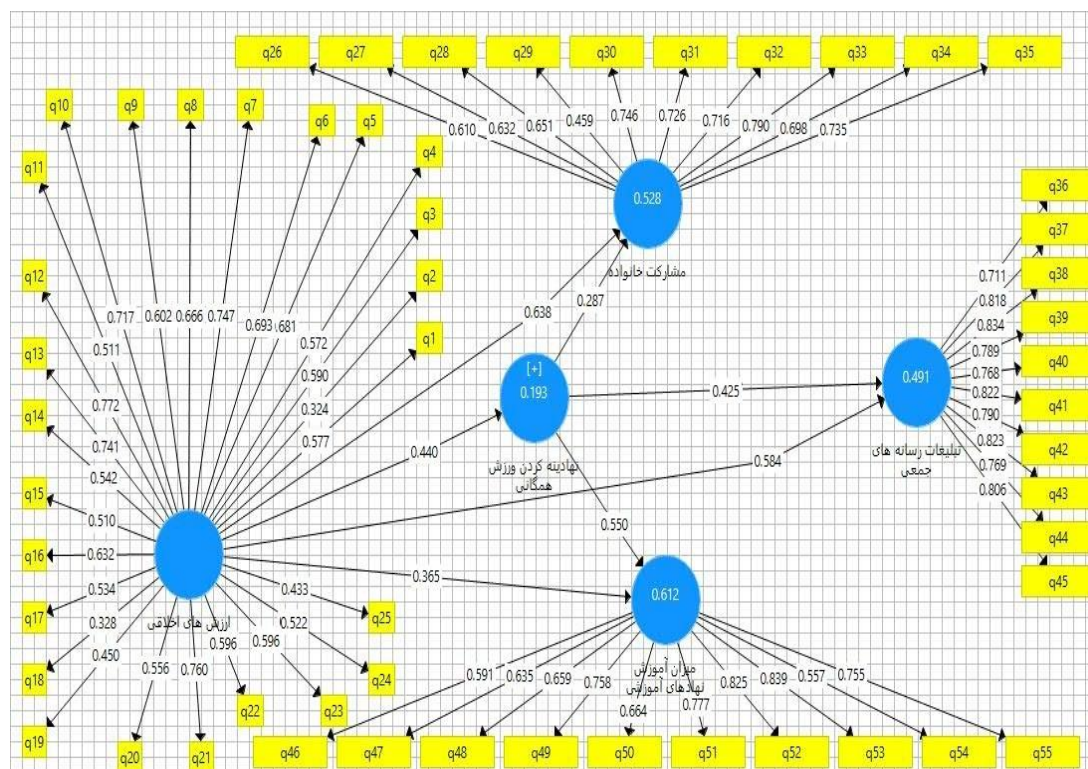 q26 q27 q28 q29 q30 q31 q32 q33 q34 q35
0.610 0.632 0.651 0.459 0.746 0.726 0.716 0.790 0.698 0.735
0.528
مشارکت خانواده
q10 q9 q8 q7 q6 q5 q4 q3 q2 q1
0.717 0.602 0.666 0.747 0.693 0.681 0.572 0.590 0.324 0.577
q11 q12 q13 q14 q15 q16 q17 q18 q19
0.511 0.772 0.741 0.542 0.510 0.632 0.534 0.328 0.450
q20 q21 q22 q23 q24 q25
0.556 0.760 0.596 0.596 0.522 0.433
ارزش های اخلاقی
0.638
0.287
0.440
[+]
0.193
نهادینه کردن ورزش
همگانی
0.425
0.584
0.550
0.365
0.491
تبلیغات رسانه های
جمعی
q36 q37 q38 q39 q40 q41 q42 q43 q44 q45
0.711 0.818 0.834 0.789 0.768 0.822 0.790 0.823 0.769 0.806
0.612
میزان آموزش
نهادهای آموزشی
0.591 0.635 0.659 0.758 0.664 0.777 0.825 0.839 0.557 0.755
q46 q47 q48 q49 q50 q51 q52 q53 q54 q55